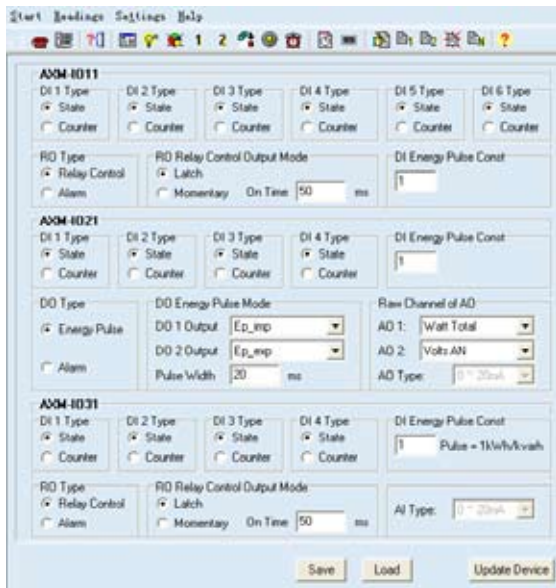 Start Readings Settings Help
1 2
AXM-IO11
DI 1 Type DI 2 Type DI 3 Type DI 4 Type DI 5 Type DI 6 Type
State State State State State State
Counter Counter Counter Counter Counter Counter
RO Type RO Relay Control Output Mode DI Energy Pulse Const
Relay Control Latch 1
Alarm Momentary On Time 50 ms
AXM-IO21
DI 1 Type DI 2 Type DI 3 Type DI 4 Type DI Energy Pulse Const
State State State State 1
Counter Counter Counter Counter
DO Type DO Energy Pulse Mode Raw Channel of AO
Energy Pulse DO 1 Output Ep_imp AO 1: Watt Total
DO 2 Output Ep_exp AO 2: Volts AN
Alarm Pulse Width 20 ms AO Type: 0 ~ 20mA
AXM-IO31
DI 1 Type DI 2 Type DI 3 Type DI 4 Type DI Energy Pulse Const
State State State State 1 Pulse = 1kWh/kvarh
Counter Counter Counter Counter
RO Type RO Relay Control Output Mode
Relay Control Latch AI Type: 0 ~ 20mA
Alarm Momentary On Time 50 ms
Save Load Update Device